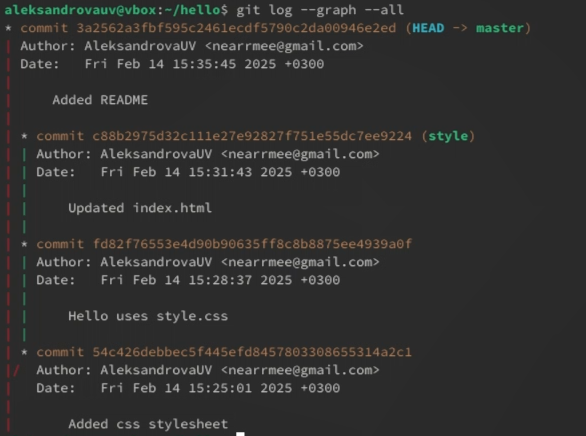 aleksandrovauv@vbox:~/hello$ git log --graph --all
* commit 3a2562a3fbf595c2461ecdf5790c2da00946e2ed (HEAD -> master)
| Author: AleksandrovaUV <nearrmee@gmail.com>
| Date:   Fri Feb 14 15:35:45 2025 +0300
|
|     Added README
|
| * commit c88b2975d32c111e27e92827f751e55dc7ee9224 (style)
| | Author: AleksandrovaUV <nearrmee@gmail.com>
| | Date:   Fri Feb 14 15:31:43 2025 +0300
| |
| |     Updated index.html
| |
| * commit fd82f76553e4d90b90635ff8c8b8875ee4939a0f
| | Author: AleksandrovaUV <nearrmee@gmail.com>
| | Date:   Fri Feb 14 15:28:37 2025 +0300
| |
| |     Hello uses style.css
| |
| * commit 54c426debbec5f445efd8457803308655314a2c1
|/  Author: AleksandrovaUV <nearrmee@gmail.com>
|   Date:   Fri Feb 14 15:25:01 2025 +0300
|
|       Added css stylesheet